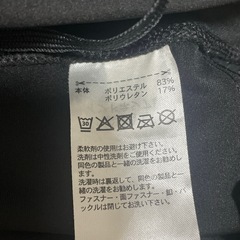 本体 ポリエステル 83%
ポリウレタン 17%
30
柔軟剤の使用はお避け下さい。
洗剤は中性洗剤をご使用ください。
同色の製品と一緒の洗濯をお勧め
します。
洗濯時は裏返して、同色の
製品と一緒の洗濯をお勧めします。
ファスナー・面ファスナー・釦・バ
ックルは閉じてください。